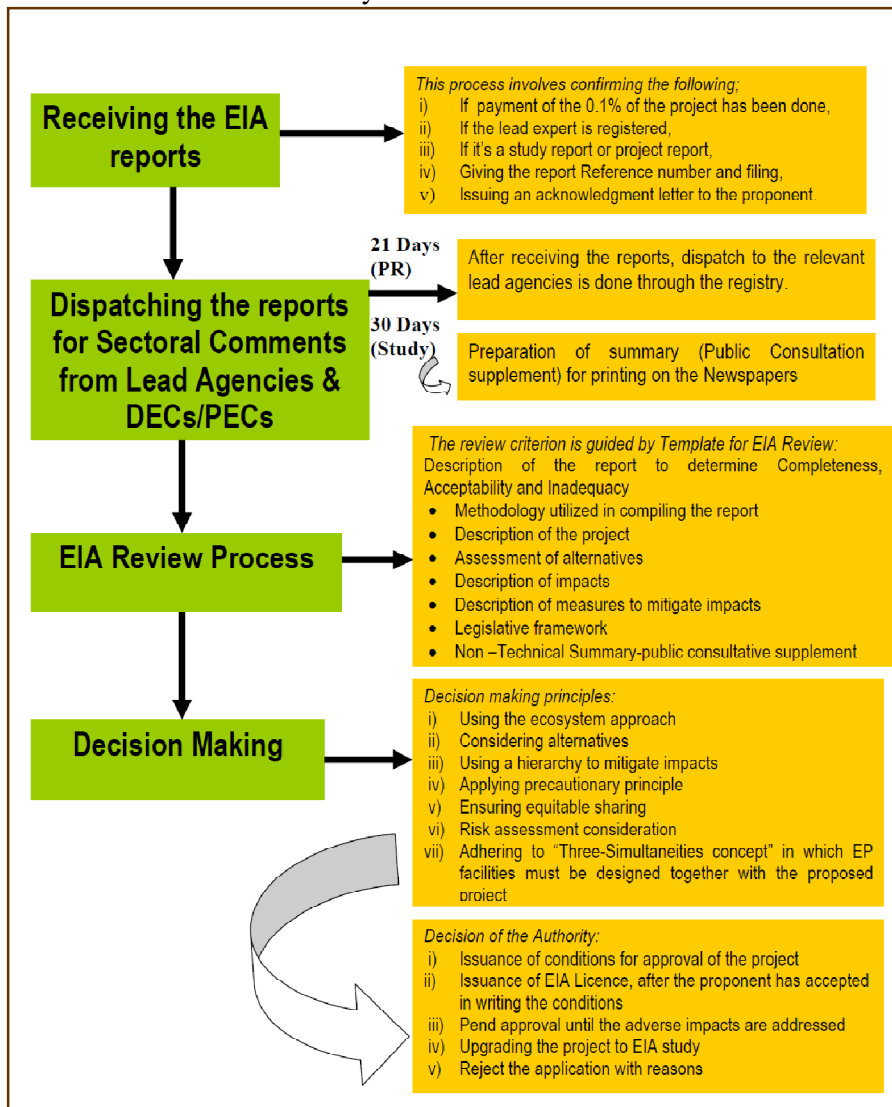 Receiving the EIA
reports
This process involves confirming the following;
i) If payment of the 0.1% of the project has been done,
ii) If the lead expert is registered,
iii) If it's a study report or project report,
iv) Giving the report Reference number and filing,
v) Issuing an acknowledgment letter to the proponent.
Dispatching the reports
for Sectoral Comments
from Lead Agencies &
DECs/PECs
21 Days
(PR)
After receiving the reports, dispatch to the relevant
lead agencies is done through the registry.
30 Days
(Study)
Preparation of summary (Public Consultation
supplement) for printing on the Newspapers
EIA Review Process
The review criterion is guided by Template for EIA Review:
Description of the report to determine Completeness,
Acceptability and Inadequacy
• Methodology utilized in compiling the report
• Description of the project
• Assessment of alternatives
• Description of impacts
• Description of measures to mitigate impacts
• Legislative framework
• Non –Technical Summary-public consultative supplement
Decision Making
Decision making principles:
i) Using the ecosystem approach
ii) Considering alternatives
iii) Using a hierarchy to mitigate impacts
iv) Applying precautionary principle
v) Ensuring equitable sharing
vi) Risk assessment consideration
vii) Adhering to “Three-Simultaneities concept” in which EP
facilities must be designed together with the proposed
project
Decision of the Authority:
i) Issuance of conditions for approval of the project
ii) Issuance of EIA Licence, after the proponent has accepted
in writing the conditions
iii) Pend approval until the adverse impacts are addressed
iv) Upgrading the project to EIA study
v) Reject the application with reasons